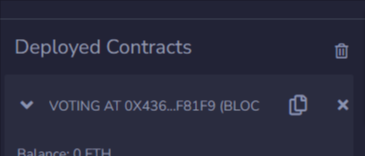 Deployed Contracts
VOTING AT 0X436...F81F9 (BLOC
Balance: 0 ETH